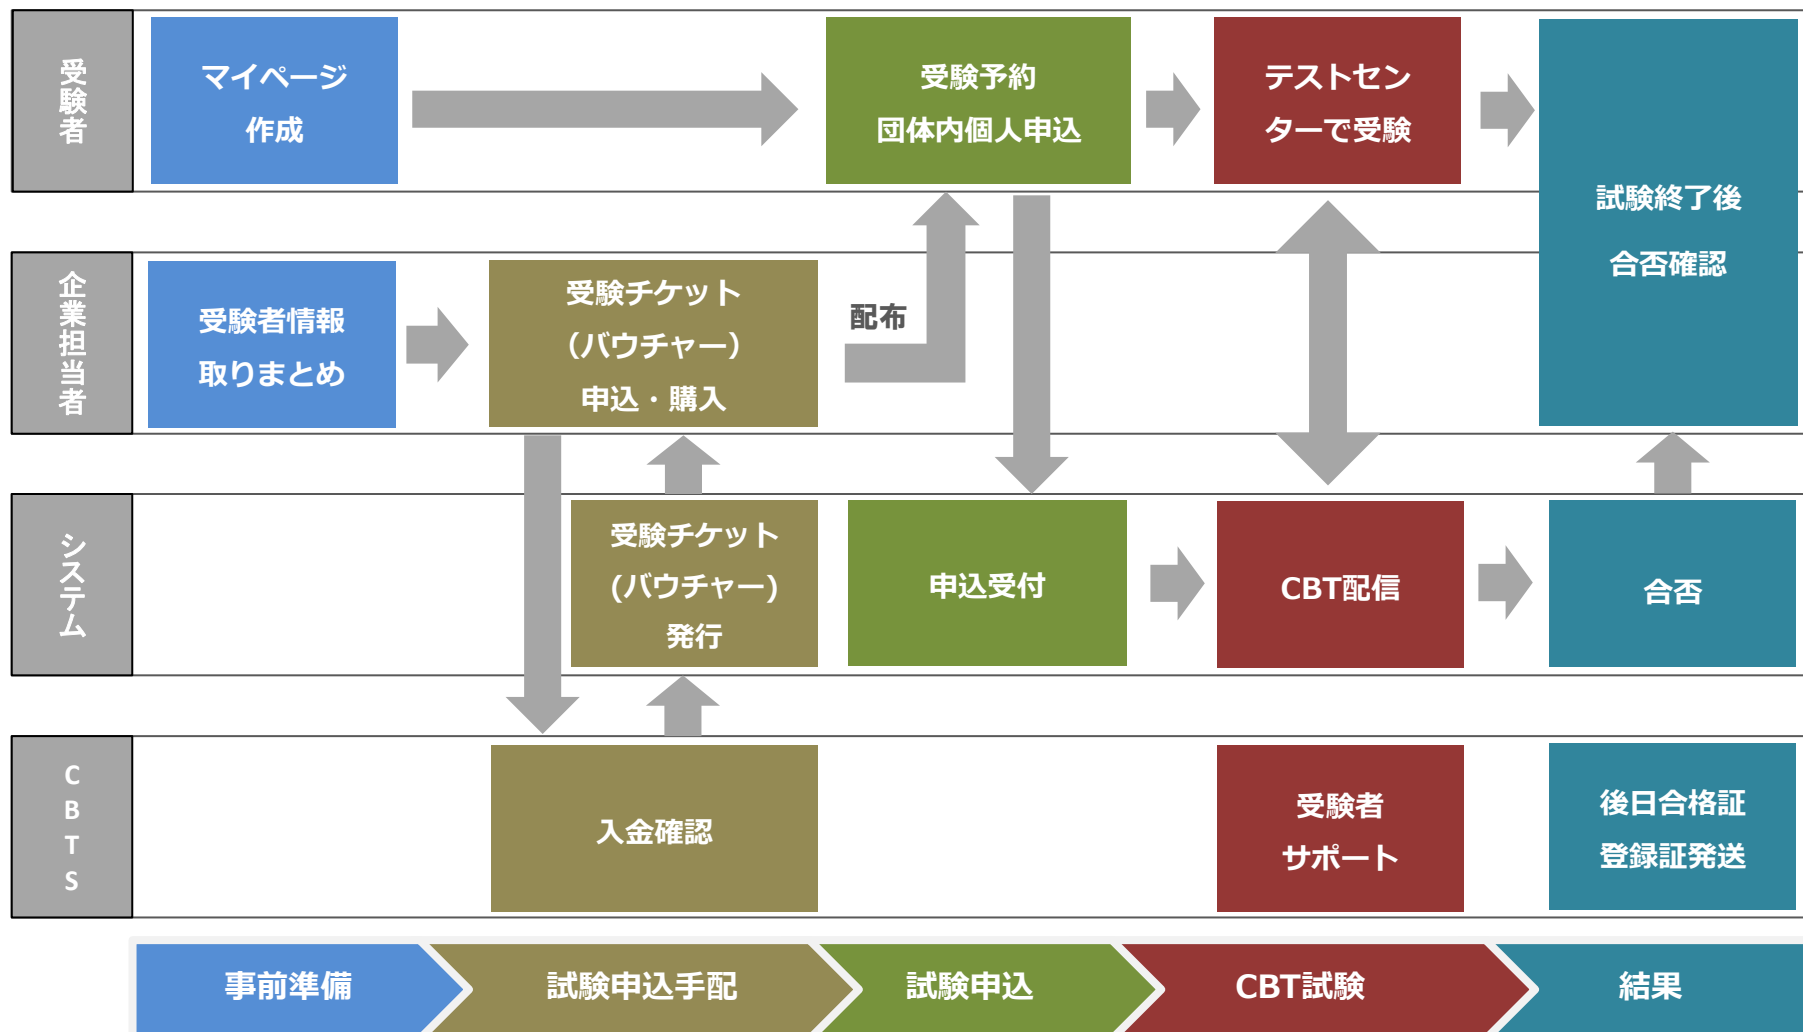 受験者
マイページ
作成
受験予約
団体内個人申込
テストセン
ターで受験
試験終了後
合否確認
企業担当者
受験者情報
取りまとめ
受験チケット
（バウチャー）
申込・購入
配布
システム
受験チケット
(バウチャー)
発行
申込受付
CBT配信
合否
CBTS
入金確認
受験者
サポート
後日合格証
登録証発送
事前準備
試験申込手配
試験申込
CBT試験
結果